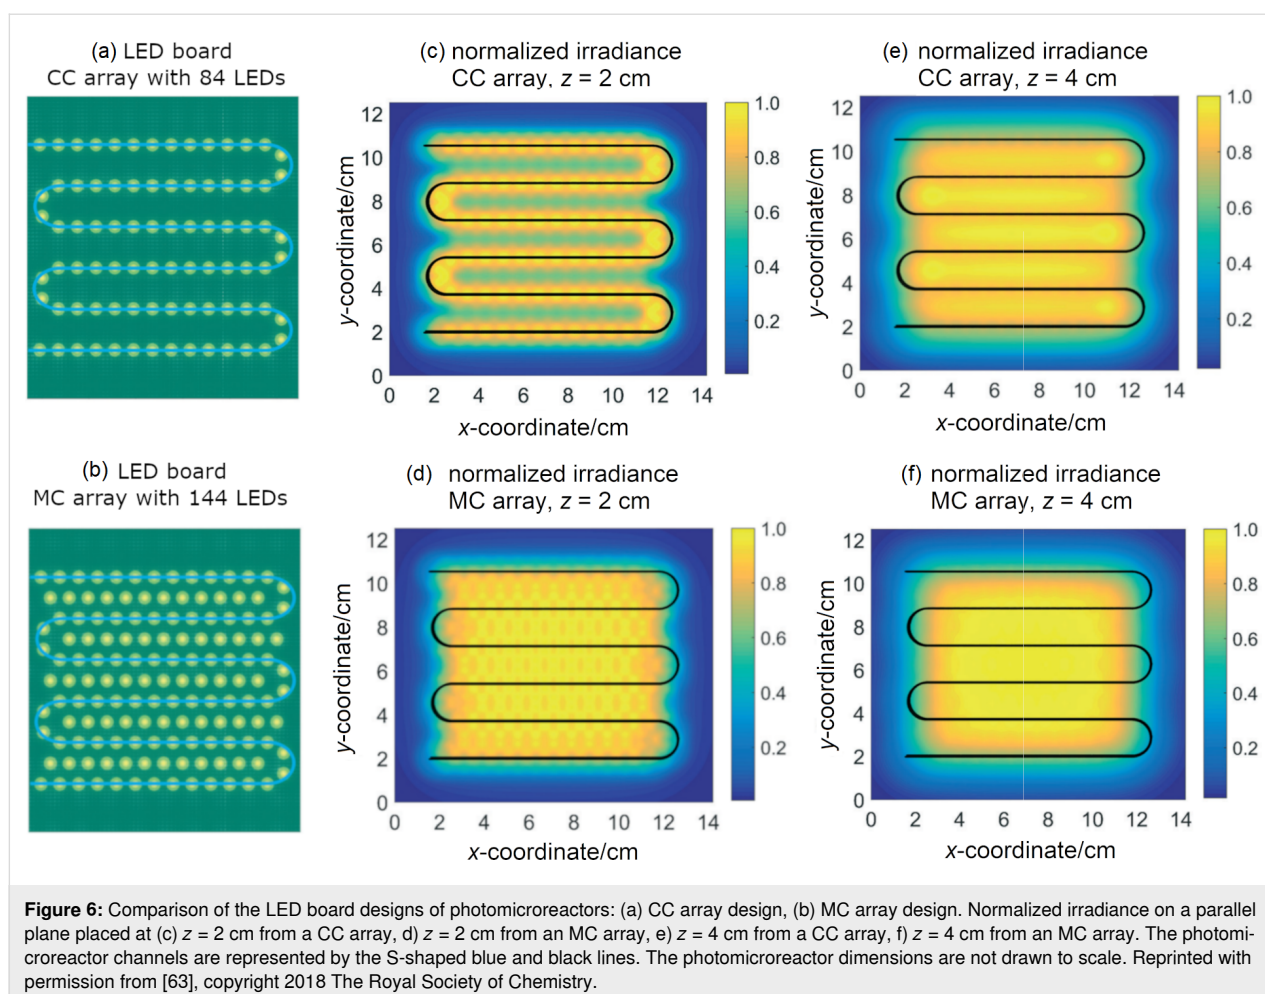 (a) LED board
CC array with 84 LEDs
(c) normalized irradiance
CC array, z = 2 cm
12
10
8
6
4
2
0
y-coordinate/cm
0 2 4 6 8 10 12 14
x-coordinate/cm
1.0
0.8
0.6
0.4
0.2
(e) normalized irradiance
CC array, z = 4 cm
12
10
8
6
4
2
0
y-coordinate/cm
0 2 4 6 8 10 12 14
x-coordinate/cm
1.0
0.8
0.6
0.4
0.2
(b) LED board
MC array with 144 LEDs
(d) normalized irradiance
MC array, z = 2 cm
12
10
8
6
4
2
0
y-coordinate/cm
0 2 4 6 8 10 12 14
x-coordinate/cm
1.0
0.8
0.6
0.4
0.2
(f) normalized irradiance
MC array, z = 4 cm
12
10
8
6
4
2
0
y-coordinate/cm
0 2 4 6 8 10 12 14
x-coordinate/cm
1.0
0.8
0.6
0.4
0.2
Figure 6: Comparison of the LED board designs of photomicroreactors: (a) CC array design, (b) MC array design. Normalized irradiance on a parallel
plane placed at (c) z = 2 cm from a CC array, d) z = 2 cm from an MC array, e) z = 4 cm from a CC array, f) z = 4 cm from an MC array. The photomi-
croreactor channels are represented by the S-shaped blue and black lines. The photomicroreactor dimensions are not drawn to scale. Reprinted with
permission from [63], copyright 2018 The Royal Society of Chemistry.